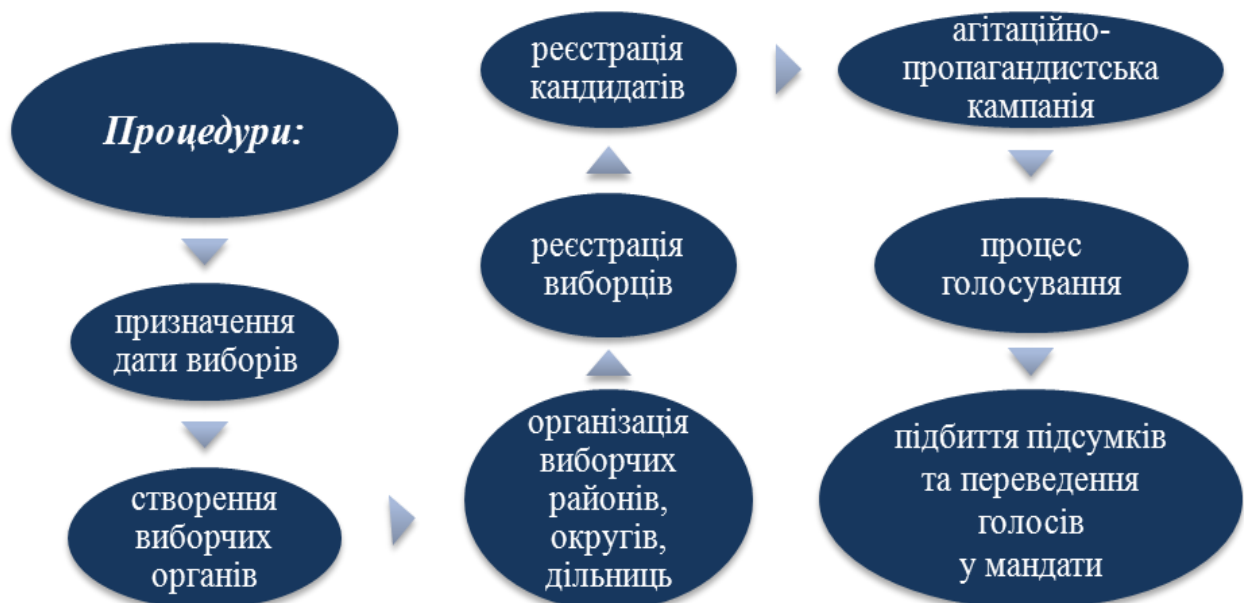 Процедури:
призначення
дати виборів
створення
виборчих
органів
організація
виборчих
районів,
округів,
дільниць
реєстрація
виборців
реєстрація
кандидатів
агітаційно-
пропагандистська
кампанія
процес
голосування
підбиття підсумків
та переведення
голосів
у мандати